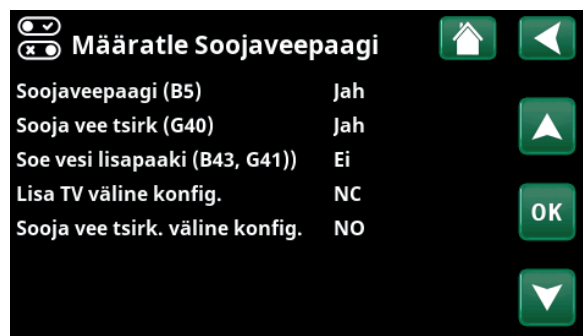 Määratle Soojaveepaagi
Soojaveepaagi (B5) Jah
Sooja vee tsirk (G40) Jah
Soe vesi lisapaaki (B43, G41)) Ei
Lisa TV väline konfig. NC
Sooja vee tsirk. väline konfig. NO
OK